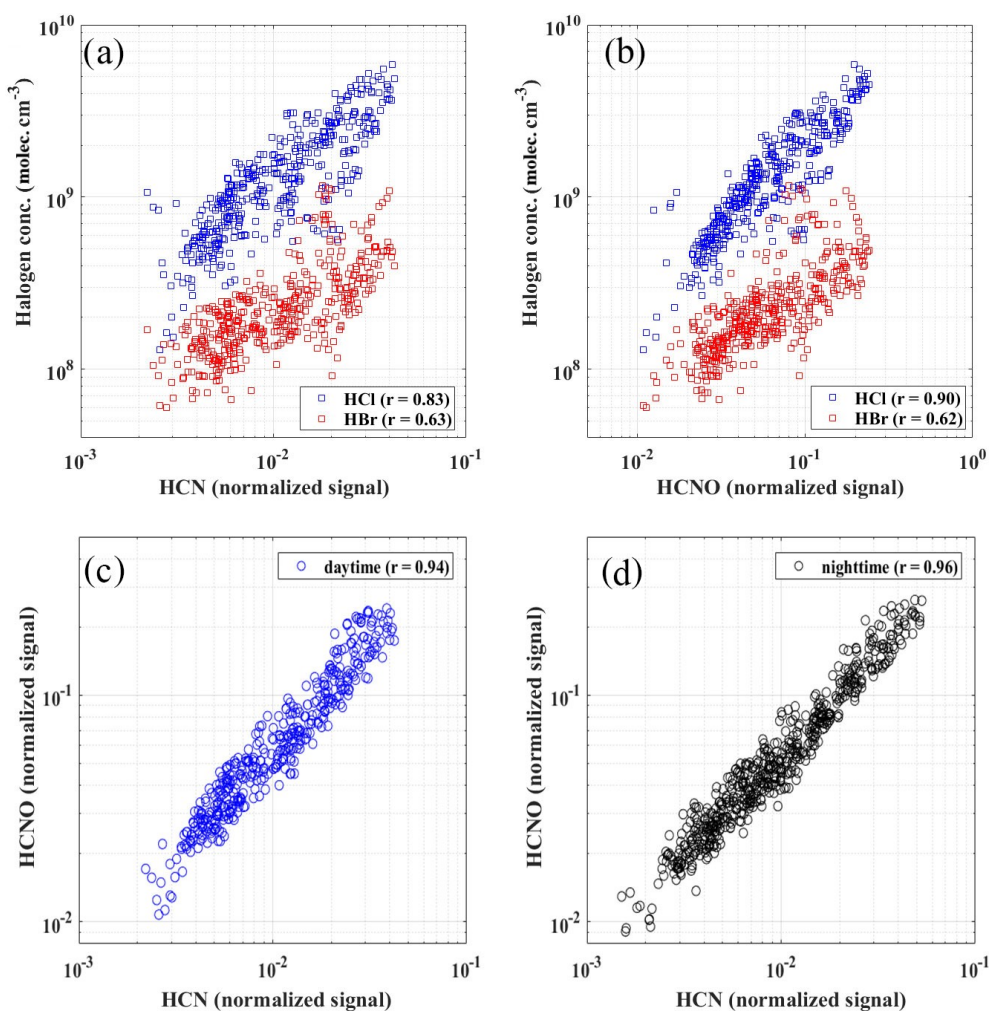 (a)
10^10
10^9
10^8
Halogen conc. (molec. cm^-3)
HCl (r = 0.83)
HBr (r = 0.63)
10^-3 10^-2 10^-1
HCN (normalized signal)
(b)
10^10
10^9
10^8
Halogen conc. (molec. cm^-3)
HCl (r = 0.90)
HBr (r = 0.62)
10^-2 10^-1 10^0
HCNO (normalized signal)
(c)
daytime (r = 0.94)
10^-1
10^-2
HCNO (normalized signal)
10^-3 10^-2 10^-1
HCN (normalized signal)
(d)
nighttime (r = 0.96)
10^-1
10^-2
HCNO (normalized signal)
10^-3 10^-2 10^-1
HCN (normalized signal)